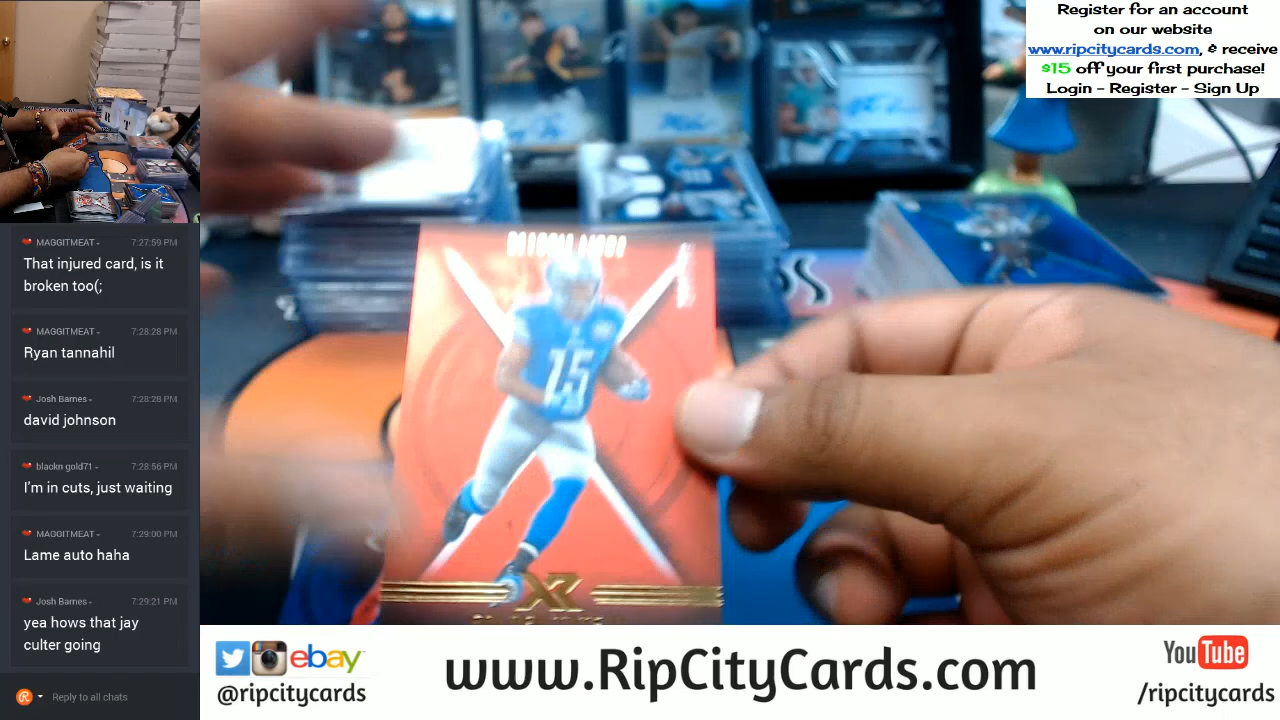 Register for an account
on our website
www.ripcitycards.com, & receive
$15 off your first purchase!
Login - Register - Sign Up
MAGGITMEAT 7:27:59 PM
That injured card, is it
broken too(;
MAGGITMEAT 7:28:28 PM
Ryan tannahil
Josh Barnes 7:28:28 PM
david johnson
blackn gold71 7:28:56 PM
I'm in cuts, just waiting
MAGGITMEAT 7:29:00 PM
Lame auto haha
Josh Barnes 7:29:21 PM
yea hows that jay
culter going
Reply to all chats
15
XR
ebay
@ripcitycards
www.RipCityCards.com
YouTube
/ripcitycards